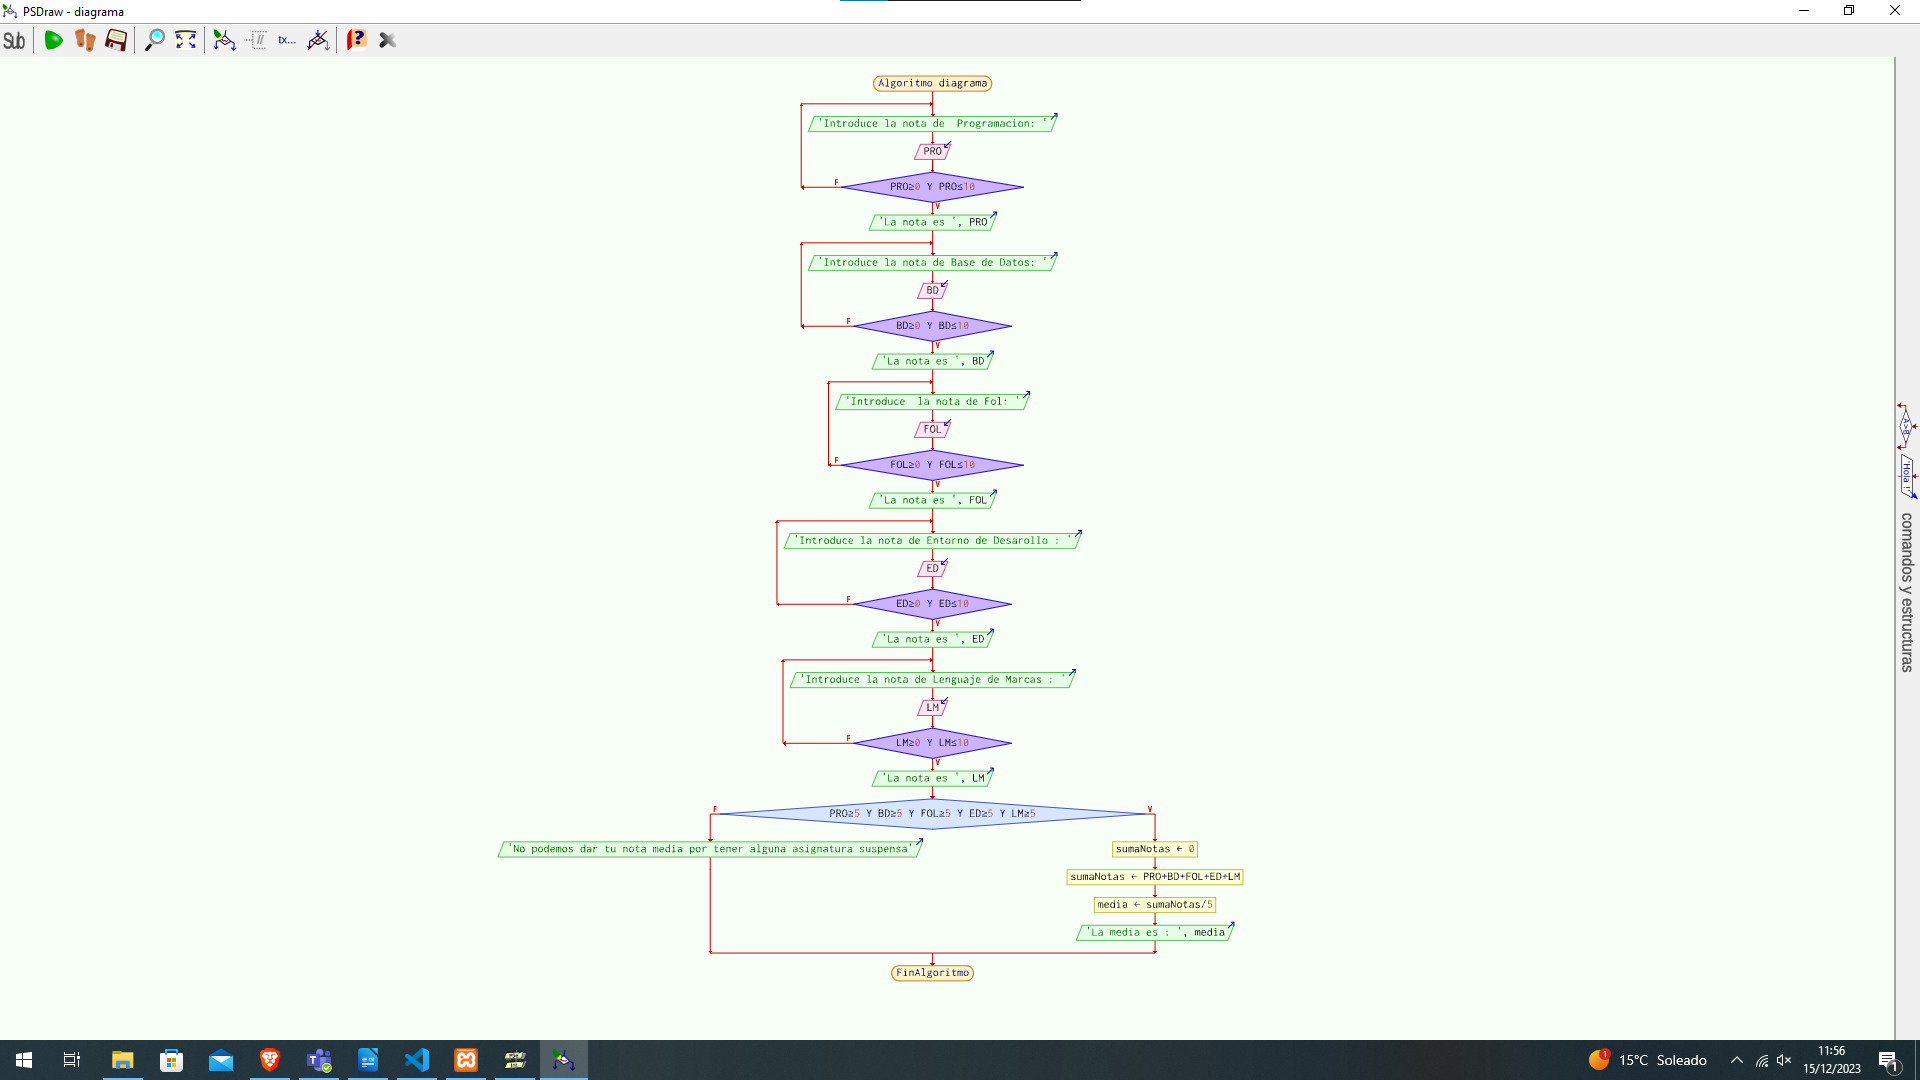 PSDraw - diagrama
Sub
//
tx...
?
Algoritmo diagrama
'Introduce la nota de  Programacion: '
PRO
F
PRO≥0 Y PRO≤10
V
'La nota es ', PRO
'Introduce la nota de Base de Datos: '
BD
F
BD≥0 Y BD≤10
V
'La nota es ', BD
'Introduce  la nota de Fol: '
FOL
F
FOL≥0 Y FOL≤10
V
'La nota es ', FOL
'Introduce la nota de Entorno de Desarollo : '
ED
F
ED≥0 Y ED≤10
V
'La nota es ', ED
'Introduce la nota de Lenguaje de Marcas : '
LM
F
LM≥0 Y LM≤10
V
'La nota es ', LM
F
PRO≥5 Y BD≥5 Y FOL≥5 Y ED≥5 Y LM≥5
V
'No podemos dar tu nota media por tener alguna asignatura suspensa'
sumaNotas ← 0
sumaNotas ← PRO+BD+FOL+ED+LM
media ← sumaNotas/5
'La media es : ', media
FinAlgoritmo
A>B
'Hola !'
comandos y estructuras
1
15°C Soleado
11:56
15/12/2023
1